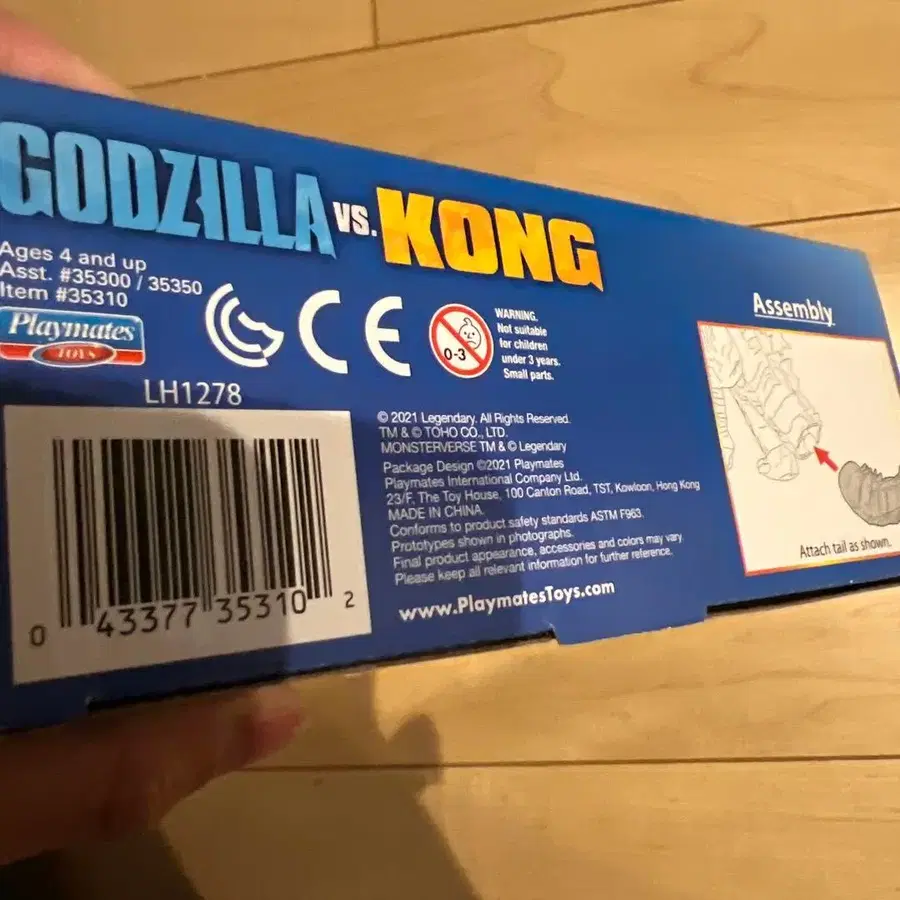 GODZILLA VS. KONG
Ages 4 and up
Asst. #35300 / 35350
Item #35310
Playmates
TOYS
CE
0-3
WARNING.
Not suitable
for children
under 3 years.
Small parts.
LH1278
0 43377 35310 2
© 2021 Legendary. All Rights Reserved.
TM & © TOHO CO., LTD.
MONSTERVERSE TM & © Legendary
Package Design ©2021 Playmates
Playmates International Company Ltd.
23/F, The Toy House, 100 Canton Road, TST, Kowloon, Hong Kong
MADE IN CHINA.
Conforms to product safety standards ASTM F963.
Prototypes shown in photographs.
Final product appearance, accessories and colors may vary.
Please keep all relevant information for further reference.
www.PlaymatesToys.com
Assembly
Attach tail as shown.